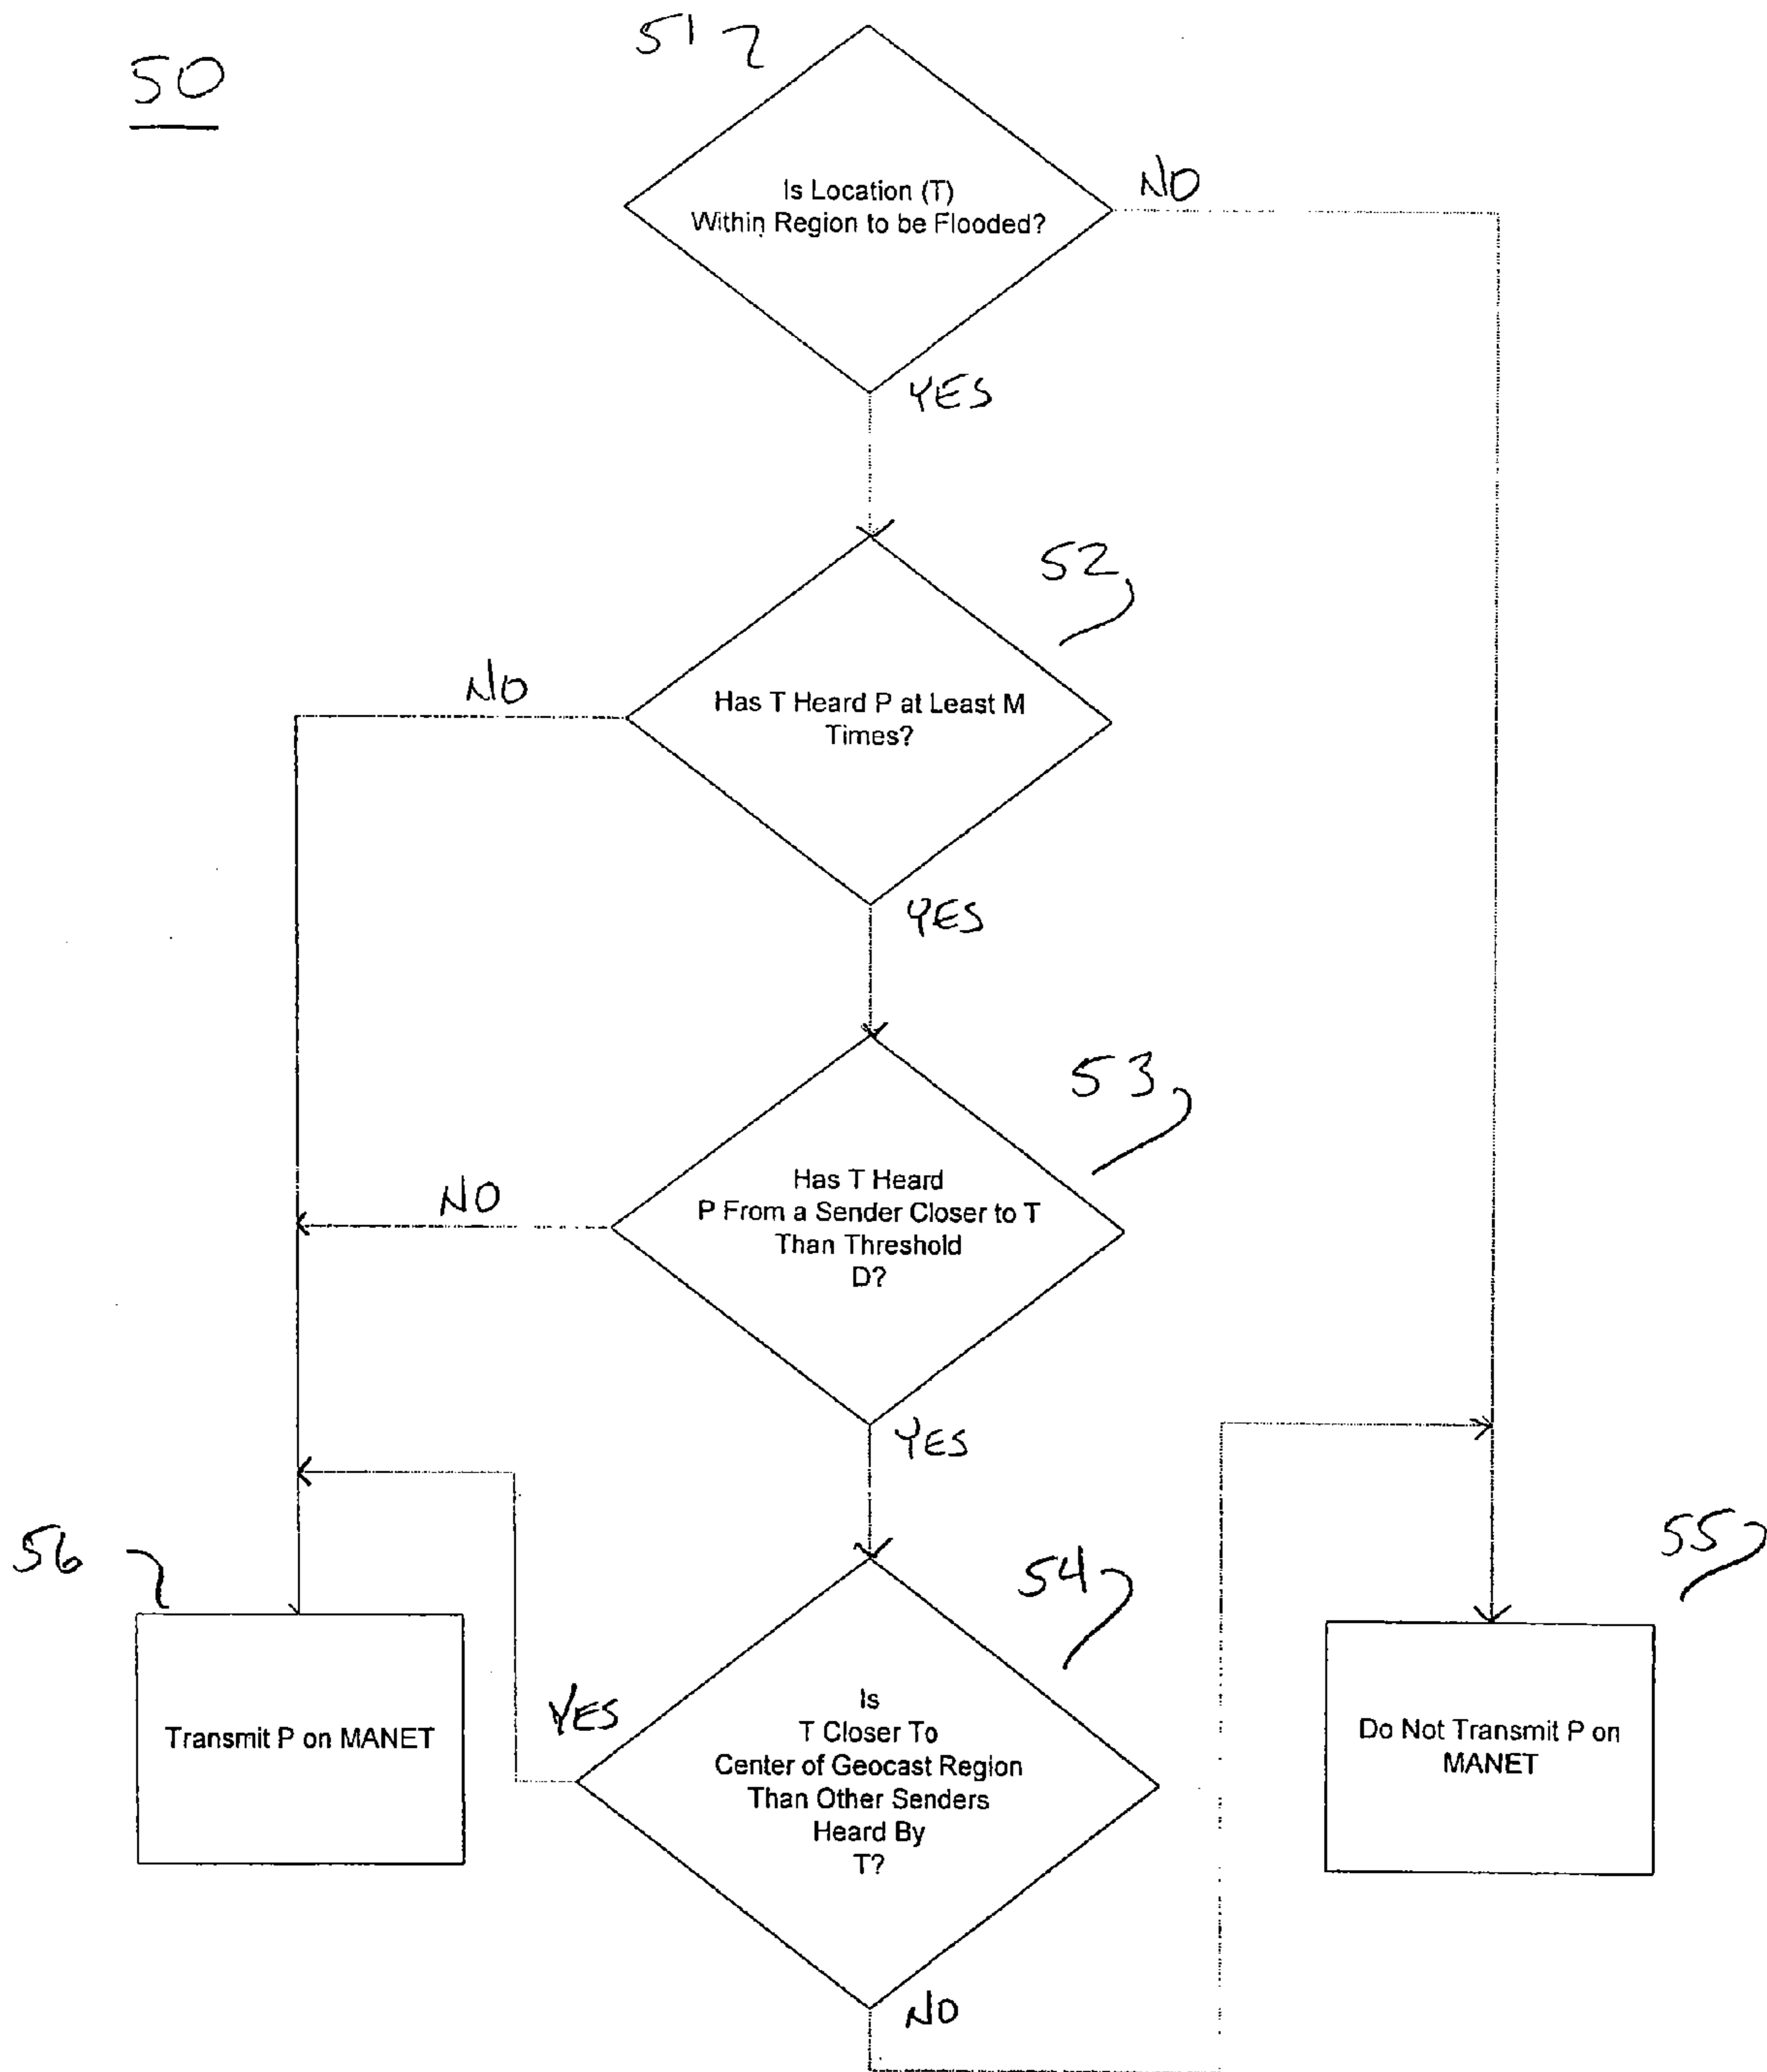 50
51
Is Location (T)
Within Region to be Flooded?
NO
YES
52
Has T Heard P at Least M
Times?
NO
YES
53
Has T Heard
P From a Sender Closer to T
Than Threshold
D?
NO
YES
54
Is
T Closer To
Center of Geocast Region
Than Other Senders
Heard By
T?
YES
NO
56
Transmit P on MANET
55
Do Not Transmit P on
MANET